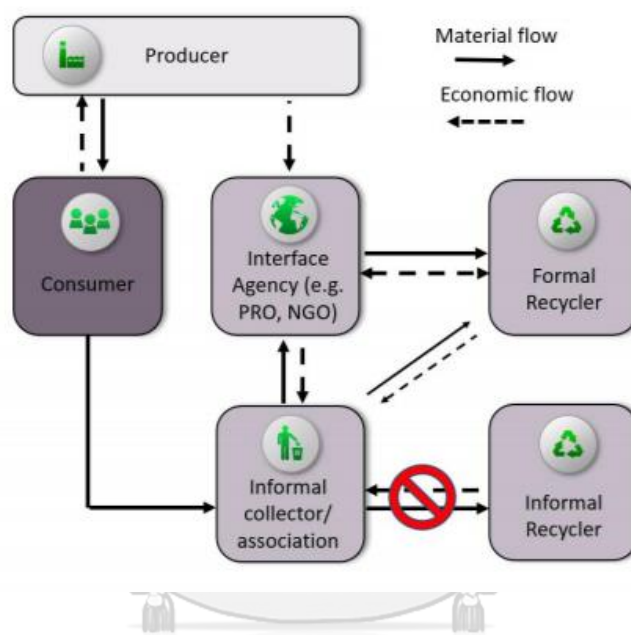 Producer
Material flow
Economic flow
Consumer
Interface
Agency (e.g.
PRO, NGO)
Formal
Recycler
Informal
collector/
association
Informal
Recycler